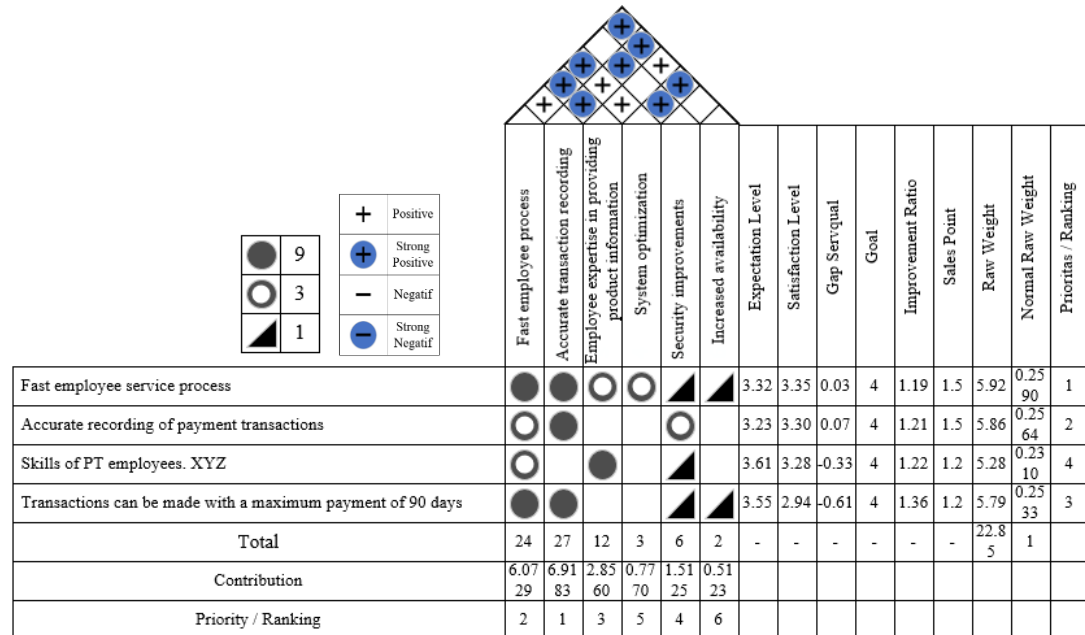 + Positive
+ Strong
Positive
− Negatif
− Strong
Negatif
9
3
1
Fast employee process
Accurate transaction recording
Employee expertise in providing
product information
System optimization
Security improvements
Increased availability
Expectation Level
Satisfaction Level
Gap Servqual
Goal
Improvement Ratio
Sales Point
Raw Weight
Normal Raw Weight
Prioritas / Ranking
Fast employee service process 3.32 3.35 0.03 4 1.19 1.5 5.92 0.25
90 1
Accurate recording of payment transactions 3.23 3.30 0.07 4 1.21 1.5 5.86 0.25
64 2
Skills of PT employees. XYZ 3.61 3.28 -0.33 4 1.22 1.2 5.28 0.23
10 4
Transactions can be made with a maximum payment of 90 days 3.55 2.94 -0.61 4 1.36 1.2 5.79 0.25
33 3
Total 24 27 12 3 6 2 - - - - - - 22.8
5 1
Contribution 6.07 6.91 2.85 0.77 1.51 0.51
29 83 60 70 25 23
Priority / Ranking 2 1 3 5 4 6